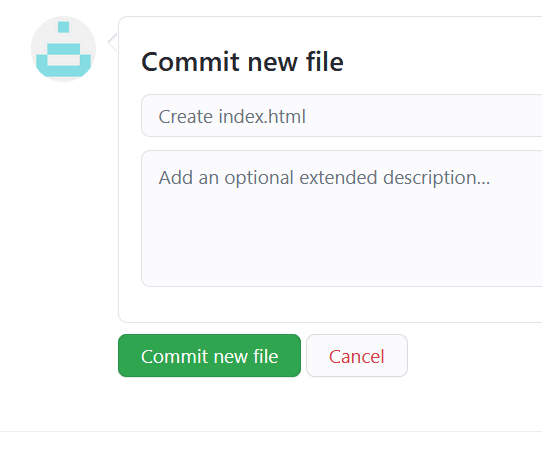 Commit new file
Create index.html
Add an optional extended description...
Commit new file
Cancel